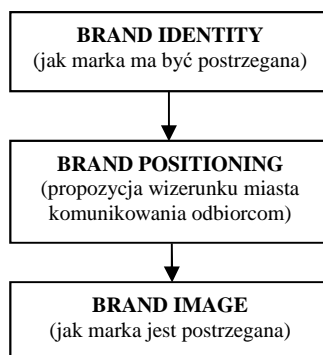 BRAND IDENTITY
(jak marka ma być postrzegana)
BRAND POSITIONING
(propozycja wizerunku miasta
komunikowania odbiorcom)
BRAND IMAGE
(jak marka jest postrzegana)